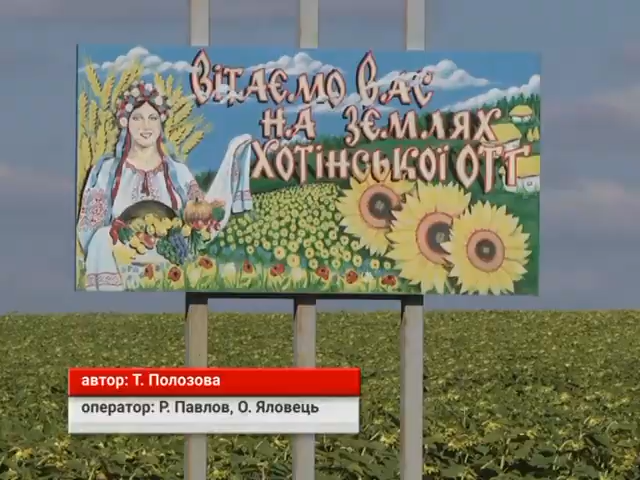 Вітаємо Вас
на землях
Хотінської ОТГ
автор: Т. Полозова
оператор: Р. Павлов, О. Яловець